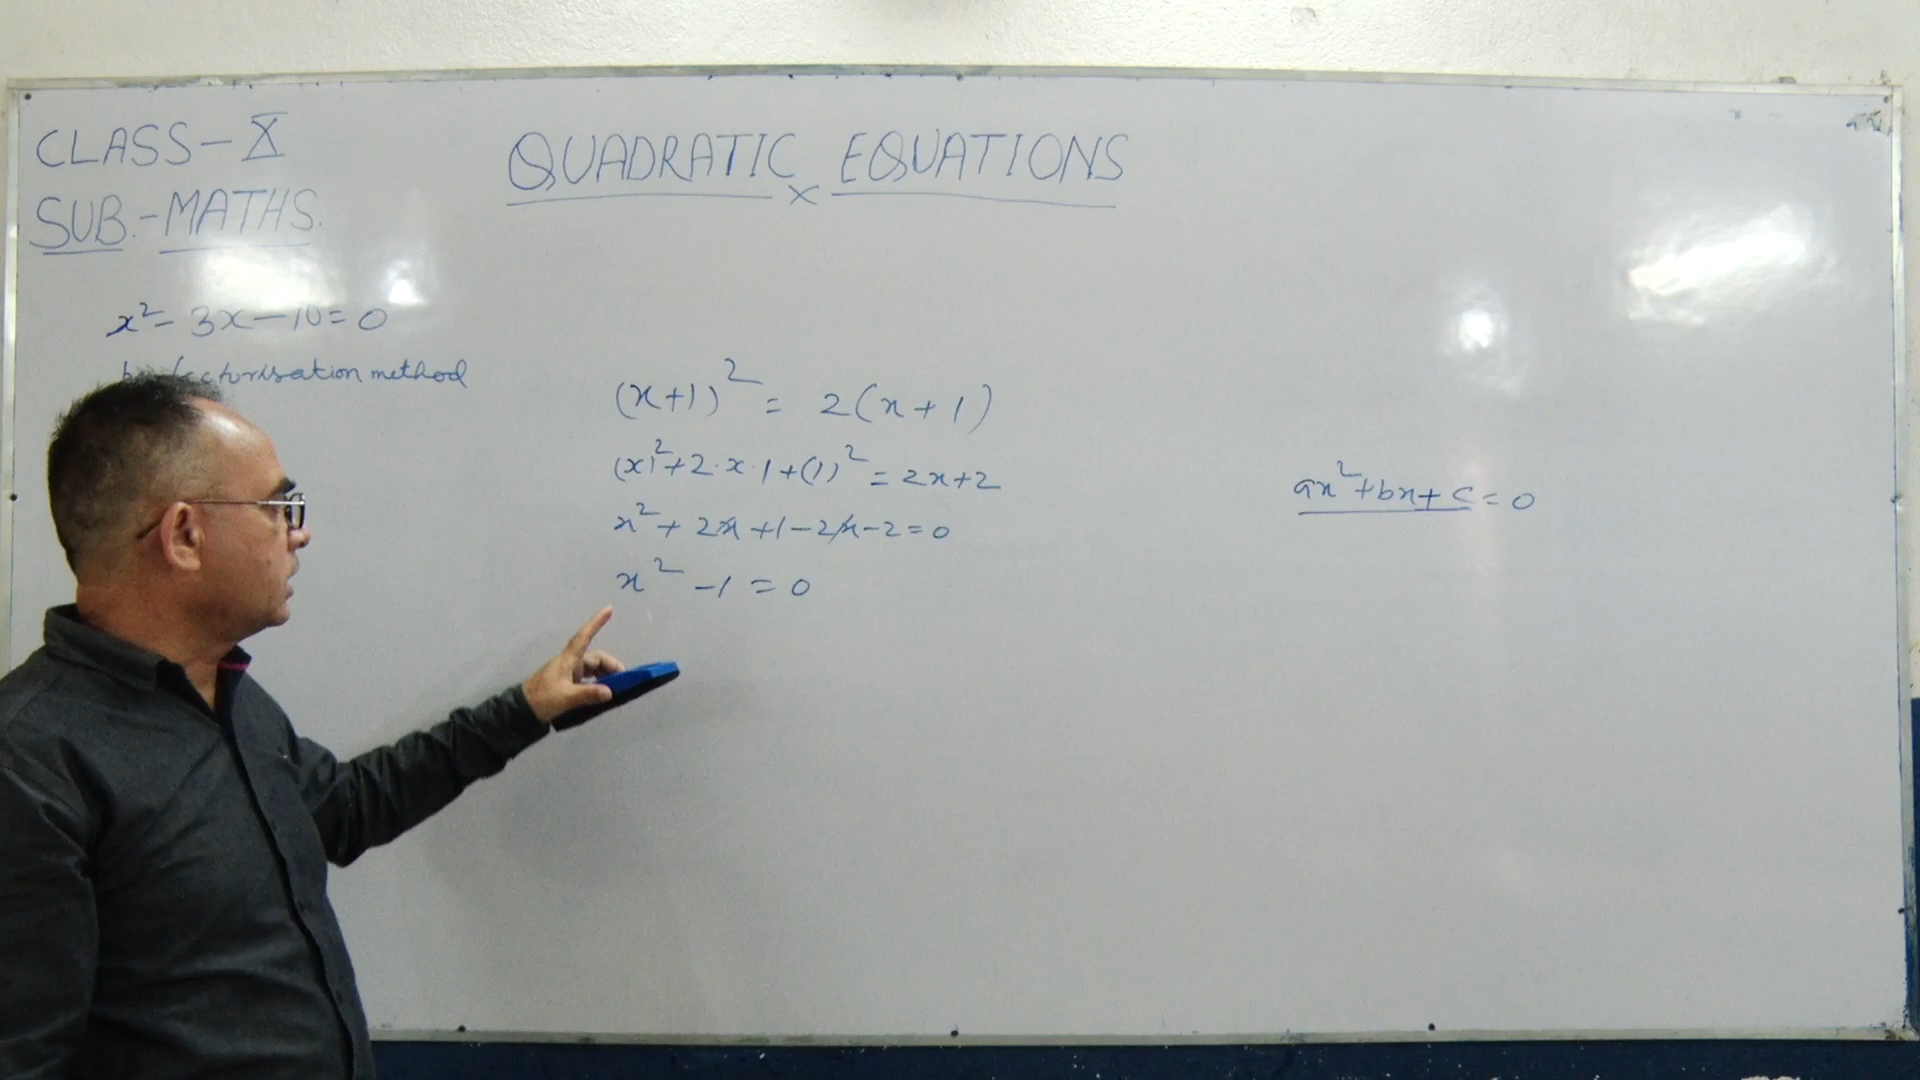 CLASS-X
SUB.-MATHS.
QUADRATIC EQUATIONS
x²-3x-10=0
factorisation method
(x+1)² = 2(x+1)
(x)²+2·x·1+(1)²=2x+2
x²+2x+1-2x-2=0
x²-1=0
ax²+bx+c=0